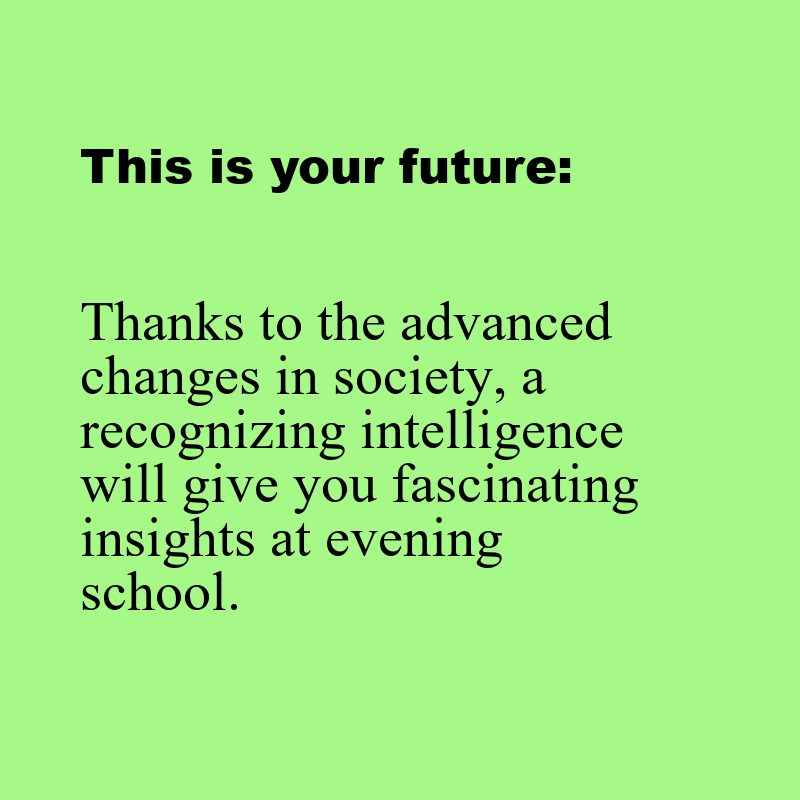 This is your future:
Thanks to the advanced
changes in society, a
recognizing intelligence
will give you fascinating
insights at evening
school.